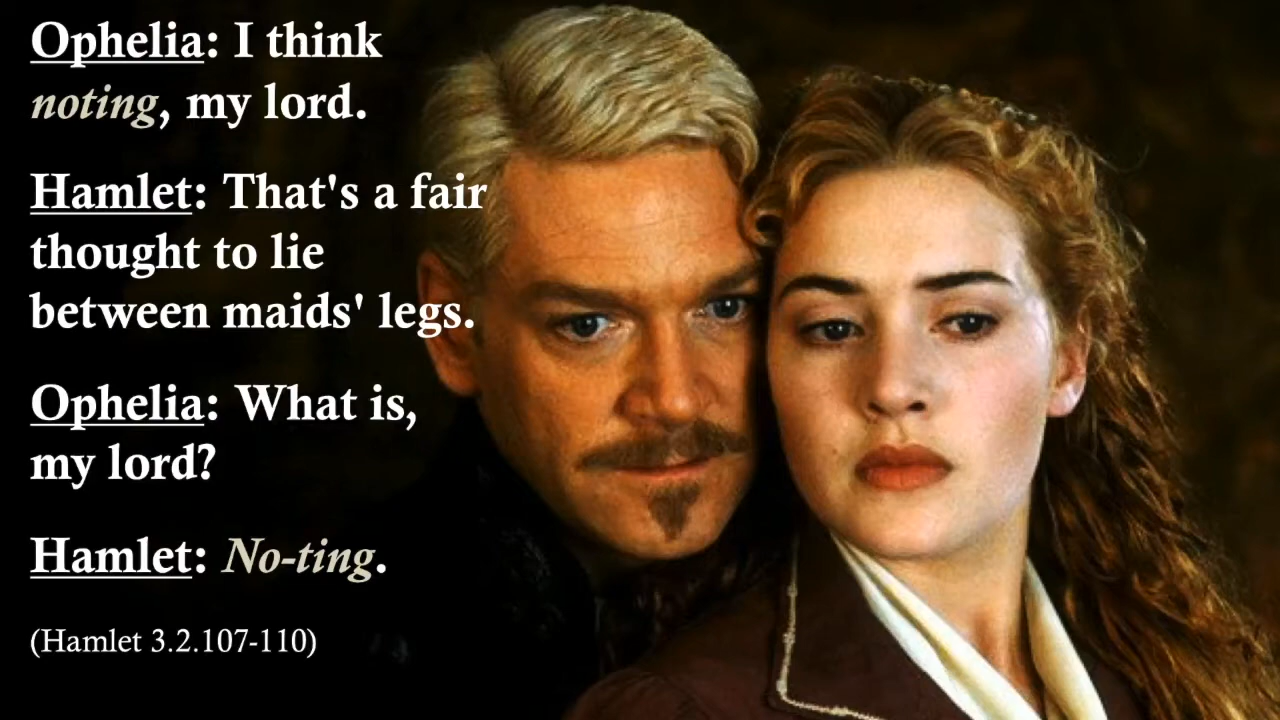 Ophelia: I think
noting, my lord.
Hamlet: That's a fair
thought to lie
between maids' legs.
Ophelia: What is,
my lord?
Hamlet: No-ting.
(Hamlet 3.2.107-110)